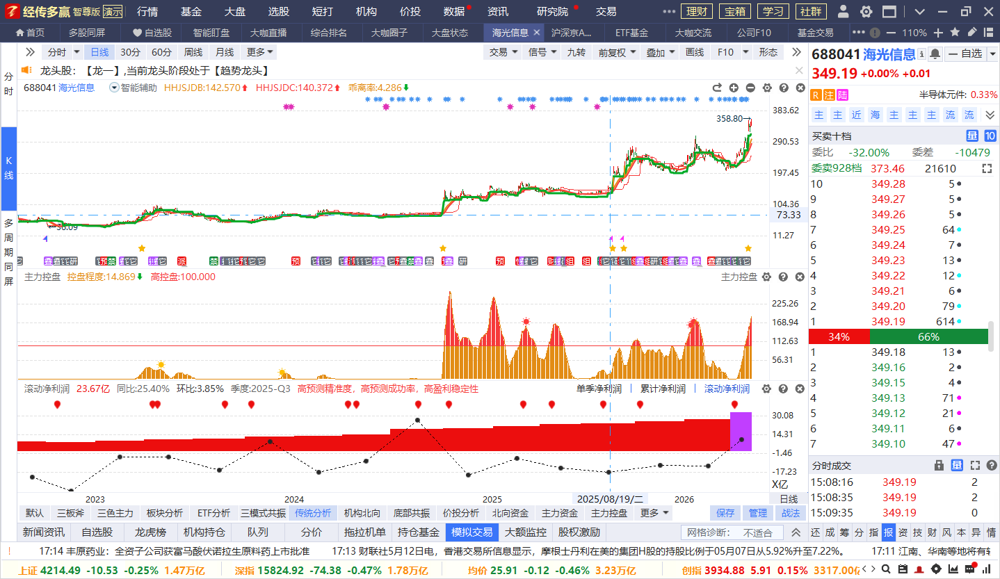 经传多赢 智尊版 演示 行情 基金 大盘 选股 短打 机构 价投 数据 资讯 研究院 交易 理财 宝箱 学习 社群
首页 多股同屏 自选股 智能盯盘 大咖直播 综合排名 大咖圈子 大盘状态 海光信息 沪深京A... ETF基金 大咖交流 公司F10 基金交易 110%
分时 日线 30分 60分 周线 月线 更多 交易 信号 九转 前复权 叠加 画线 F10 形态
龙头股：【龙一】,当前龙头阶段处于【趋势龙头】
688041 海光信息 智能辅助 HHJSJDB:142.570 HHJSJDC:140.372 乖离率:4.286
分时
K线
多周期同屏
358.80
383.62
290.53
197.45
104.36
73.33
11.27
主力控盘 控盘程度:14.869 高控盘:100.000 主力控盘
225.26
168.94
112.63
56.31
滚动净利润 23.67亿 同比:25.40% 环比:3.85% 季度:2025-Q3 高预测精准度，高预测成功率，高盈利稳定性 单季净利润 累计净利润 滚动净利润
30.08
14.31
-1.46
-17.23
X亿
2023 2024 2025 2025/08/19/二 2026 日线
默认 三板斧 三色主力 板块分析 ETF分析 三模式共振 传统分析 机构北向 底部共振 价投分析 北向资金 主力资金 主力控盘 更多 保存 管理 战法
新闻资讯 自选股 龙虎榜 机构持仓 队列 分价 拖拉机单 持仓基金 模拟交易 大额监控 股权激励 网格诊断： 不适合
688041 海光信息 自选
349.19 +0.00% +0.01
R 注 陆 半导体元件: 0.33%
主 主 近 海 主 主 主 流 流
买卖十档 量 10
委比 -32.00% 委差 -10479
委卖928档 373.46 21610
10 349.28 5
9 349.27 5
8 349.26 5
7 349.25 64
6 349.24 7
5 349.23 13
4 349.22 12
3 349.21 6
2 349.20 79
1 349.19 614
34% 66%
1 349.18 13
2 349.16 2
3 349.15 4
4 349.13 71
5 349.12 21
6 349.11 6
7 349.10 47
分时成交 量
15:08:16 349.19 2
15:08:35 349.19 2
15:09:35 349.19 0
还 成 筹 分 指 报 资 技 财 风 本 异 情
17:14 丰原药业：全资子公司获富马酸伏诺拉生原料药上市批准 17:13 财联社5月12日电，香港交易所信息显示，摩根士丹利在美的集团H股的持股比例于05月07日从5.92%升至7.22%。 17:11 江南、华南等地将有
上证 4214.49 -10.53 -0.25% 1.47万亿 深指 15824.92 -74.38 -0.47% 1.78万亿 均价 25.91 -0.12 -0.46% 3.23万亿 创指 3934.88 5.91 0.15% 3317.00